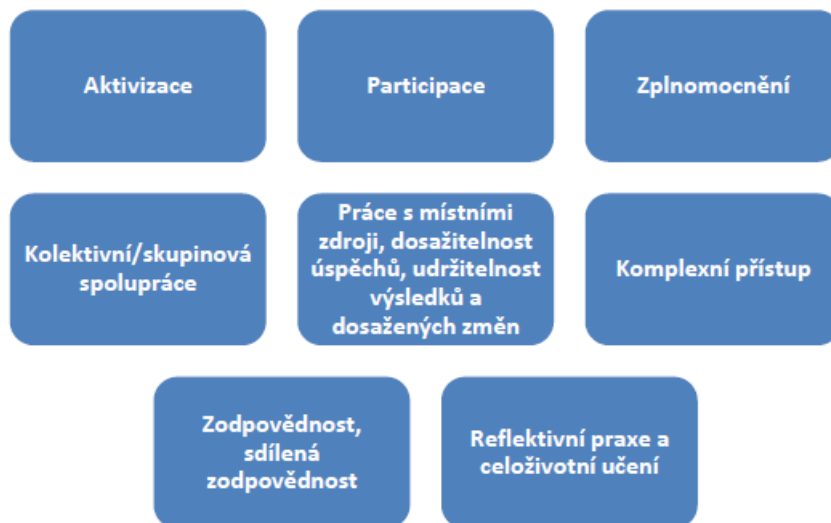 Aktivizace
Participace
Zplnomocnění
Kolektivní/skupinová
spolupráce
Práce s místními
zdroji, dosažitelnost
úspěchů, udržitelnost
výsledků a
dosažených změn
Komplexní přístup
Zodpovědnost,
sdílená
zodpovědnost
Reflektivní praxe a
celoživotní učení